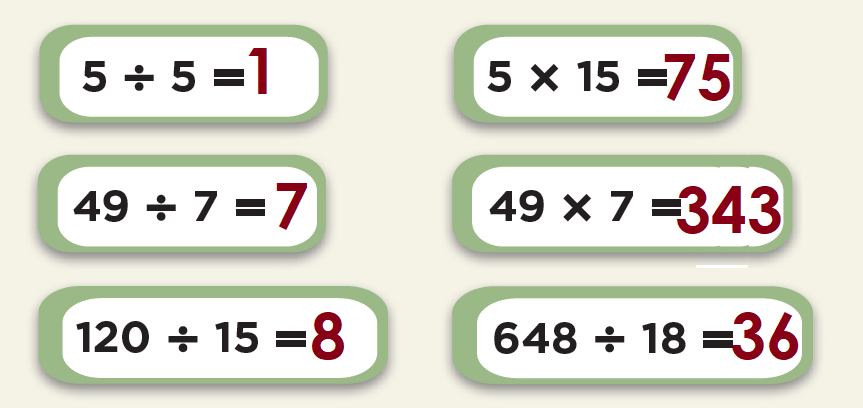 5 ÷ 5 = 1
5 × 15 = 75
49 ÷ 7 = 7
49 × 7 = 343
120 ÷ 15 = 8
648 ÷ 18 = 36